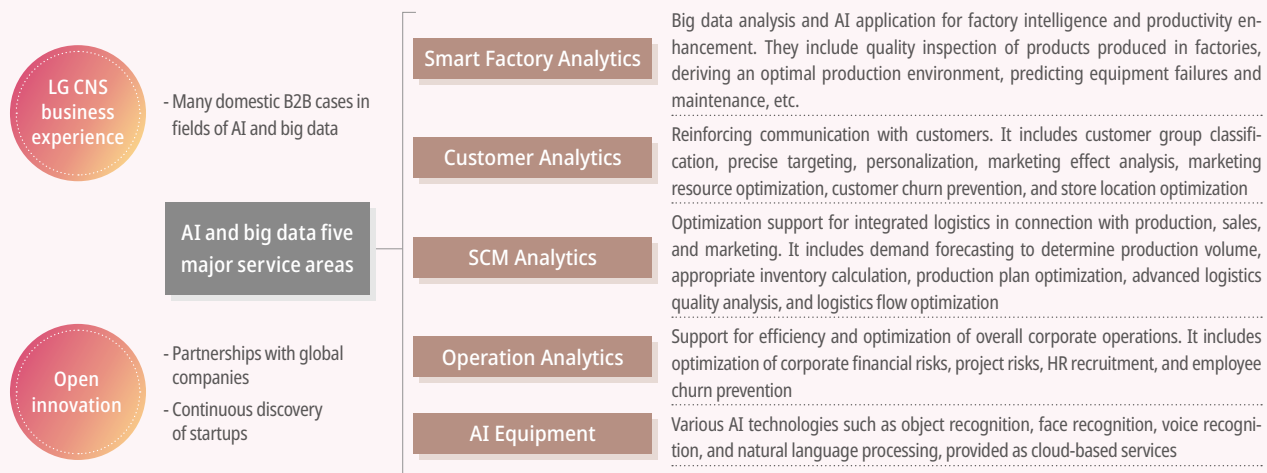 LG CNS
business
experience
- Many domestic B2B cases in
fields of AI and big data
AI and big data five
major service areas
Open
innovation
- Partnerships with global
companies
- Continuous discovery
of startups
Smart Factory Analytics
Big data analysis and AI application for factory intelligence and productivity en-
hancement. They include quality inspection of products produced in factories,
deriving an optimal production environment, predicting equipment failures and
maintenance, etc.
Customer Analytics
Reinforcing communication with customers. It includes customer group classifi-
cation, precise targeting, personalization, marketing effect analysis, marketing
resource optimization, customer churn prevention, and store location optimization
SCM Analytics
Optimization support for integrated logistics in connection with production, sales,
and marketing. It includes demand forecasting to determine production volume,
appropriate inventory calculation, production plan optimization, advanced logistics
quality analysis, and logistics flow optimization
Operation Analytics
Support for efficiency and optimization of overall corporate operations. It includes
optimization of corporate financial risks, project risks, HR recruitment, and employee
churn prevention
AI Equipment
Various AI technologies such as object recognition, face recognition, voice recogni-
tion, and natural language processing, provided as cloud-based services